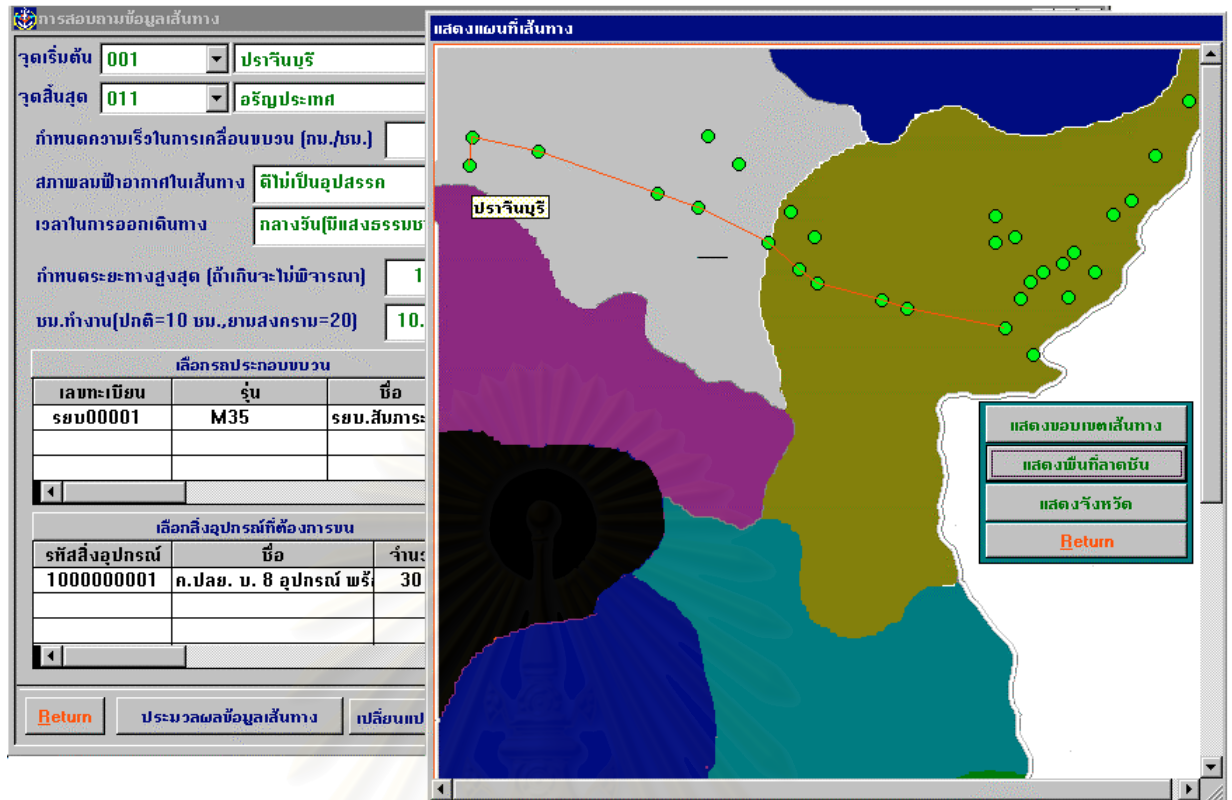 การสอบถามข้อมูลเส้นทาง
จุดเริ่มต้น 001 ปราจีนบุรี
จุดสิ้นสุด 011 อรัญประเทศ
กำหนดความเร็วในการเคลื่อนขบวน (กม./ชม.)
สภาพลมฟ้าอากาศในเส้นทาง ดีไม่เป็นอุปสรรค
เวลาในการออกเดินทาง กลางวัน(มีแสงธรรมชา
กำหนดระยะทางสูงสุด (ถ้าเกินจะไม่พิจารณา) 1
ชม.ทำงาน(ปกติ=10 ชม.,ยามสงคราม=20) 10.
เลือกรถประกอบขบวน
เลขทะเบียน รุ่น ชื่อ
รยบ00001 M35 รยบ.สัมภาระ
เลือกสิ่งอุปกรณ์ที่ต้องการขน
รหัสสิ่งอุปกรณ์ ชื่อ จำนว
1000000001 ค.ปลย. บ. 8 อุปกรณ์ พร้ 30
Return ประมวลผลข้อมูลเส้นทาง เปลี่ยนแป
แสดงแผนที่เส้นทาง
ปราจีนบุรี
แสดงขอบเขตเส้นทาง
แสดงพื้นที่ลาดชัน
แสดงจังหวัด
Return